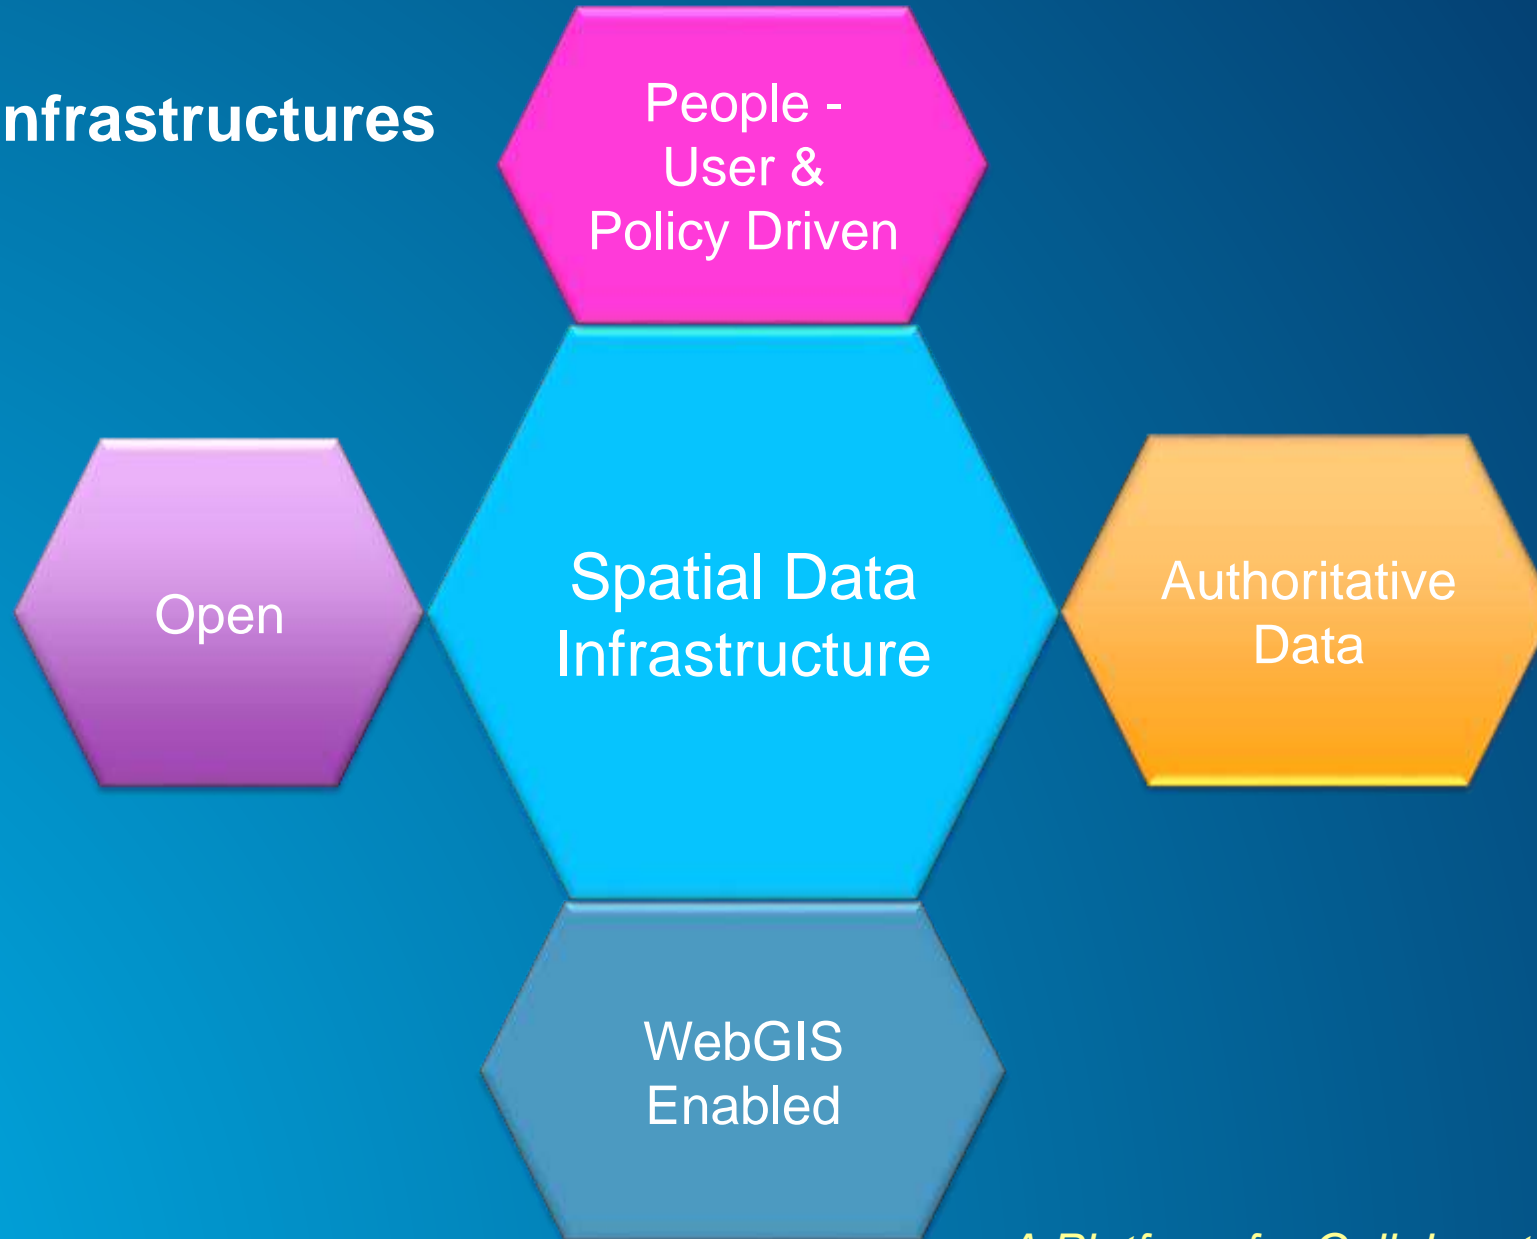 nfrastructures
People -
User &
Policy Driven
Open
Spatial Data
Infrastructure
Authoritative
Data
WebGIS
Enabled